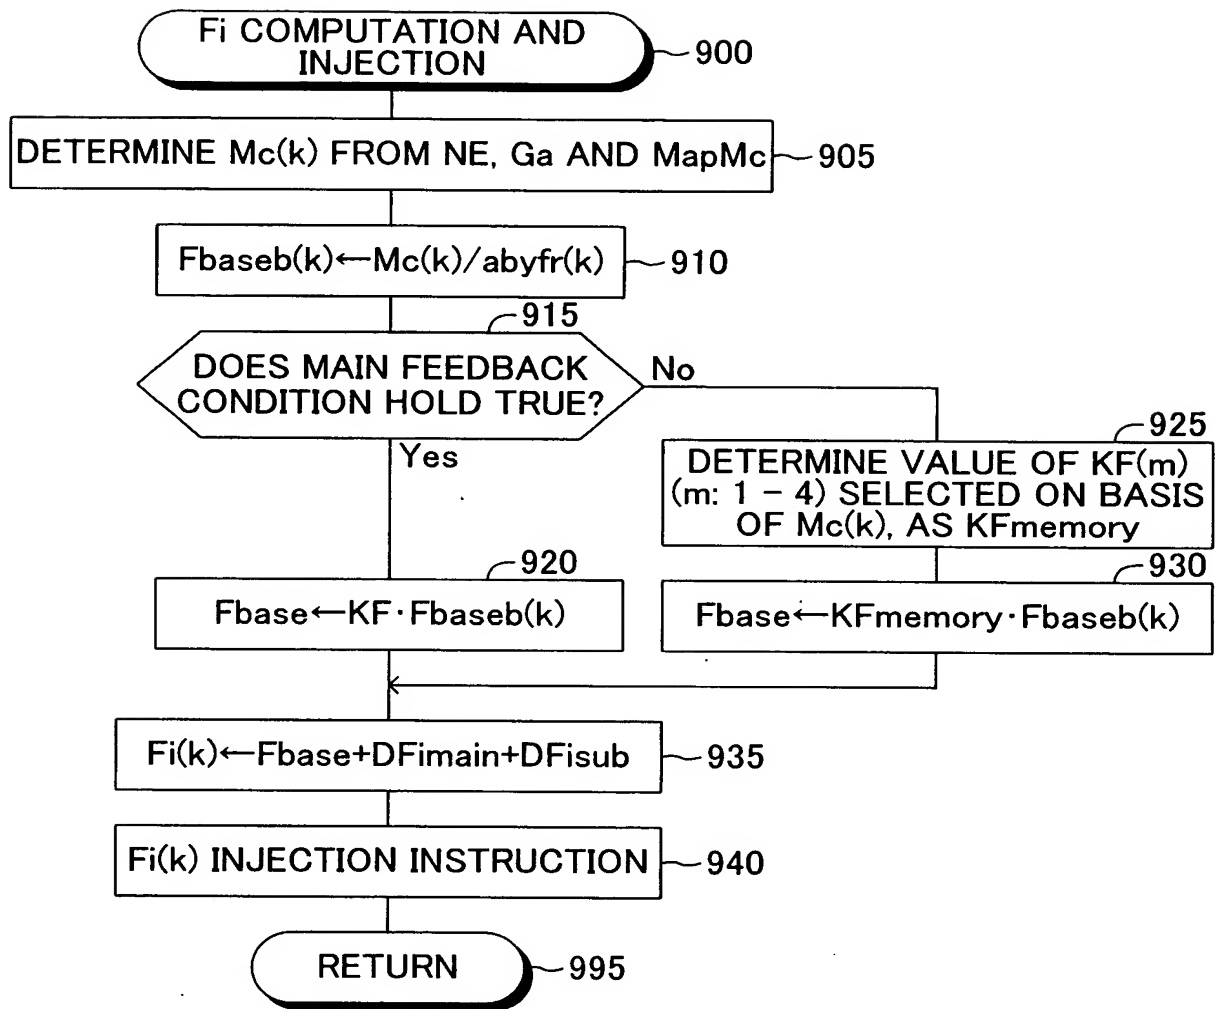 Fi COMPUTATION AND
INJECTION
900
DETERMINE Mc(k) FROM NE, Ga AND MapMc
905
Fbaseb(k)←Mc(k)/abyfr(k)
910
915
DOES MAIN FEEDBACK
CONDITION HOLD TRUE?
No
Yes
925
DETERMINE VALUE OF KF(m)
(m: 1 − 4) SELECTED ON BASIS
OF Mc(k), AS KFmemory
920
Fbase←KF・Fbaseb(k)
930
Fbase←KFmemory・Fbaseb(k)
Fi(k)←Fbase+DFimain+DFisub
935
Fi(k) INJECTION INSTRUCTION
940
RETURN
995